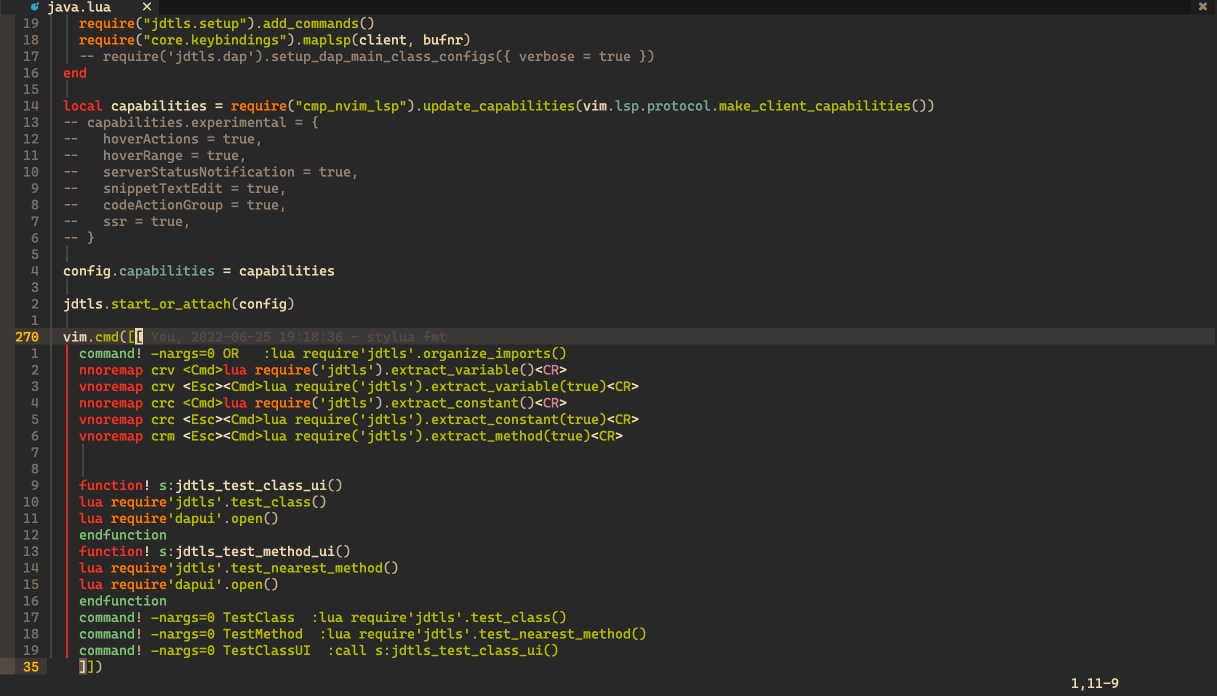 java.lua ✕ ✖
19 require("jdtls.setup").add_commands()
18 require("core.keybindings").maplsp(client, bufnr)
17 -- require('jdtls.dap').setup_dap_main_class_configs({ verbose = true })
16 end
15
14 local capabilities = require("cmp_nvim_lsp").update_capabilities(vim.lsp.protocol.make_client_capabilities())
13 -- capabilities.experimental = {
12 --   hoverActions = true,
11 --   hoverRange = true,
10 --   serverStatusNotification = true,
9 --   snippetTextEdit = true,
8 --   codeActionGroup = true,
7 --   ssr = true,
6 -- }
5
4 config.capabilities = capabilities
3
2 jdtls.start_or_attach(config)
1
270 vim.cmd([[ You, 2022-06-25 19:18:36 - stylua fmt
1 command! -nargs=0 OR   :lua require'jdtls'.organize_imports()
2 nnoremap crv <Cmd>lua require('jdtls').extract_variable()<CR>
3 vnoremap crv <Esc><Cmd>lua require('jdtls').extract_variable(true)<CR>
4 nnoremap crc <Cmd>lua require('jdtls').extract_constant()<CR>
5 vnoremap crc <Esc><Cmd>lua require('jdtls').extract_constant(true)<CR>
6 vnoremap crm <Esc><Cmd>lua require('jdtls').extract_method(true)<CR>
7
8
9 function! s:jdtls_test_class_ui()
10 lua require'jdtls'.test_class()
11 lua require'dapui'.open()
12 endfunction
13 function! s:jdtls_test_method_ui()
14 lua require'jdtls'.test_nearest_method()
15 lua require'dapui'.open()
16 endfunction
17 command! -nargs=0 TestClass  :lua require'jdtls'.test_class()
18 command! -nargs=0 TestMethod  :lua require'jdtls'.test_nearest_method()
19 command! -nargs=0 TestClassUI  :call s:jdtls_test_class_ui()
35 ]])
1,11-9